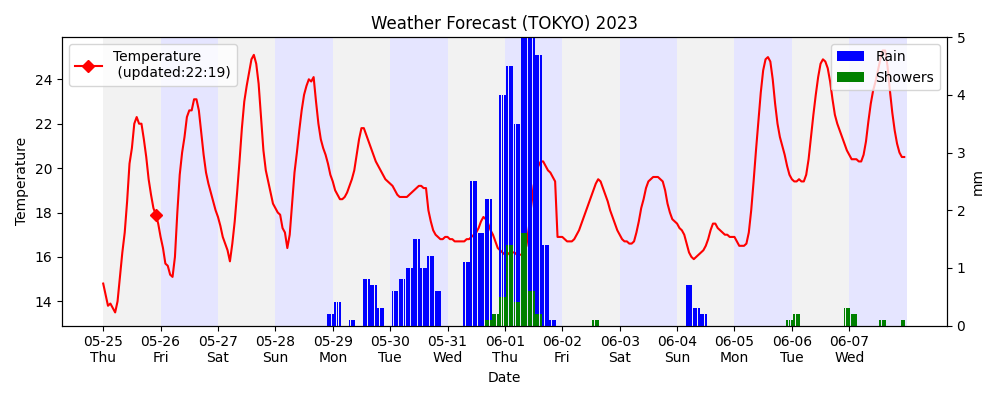 Weather Forecast (TOKYO) 2023
Temperature
(updated:22:19)
Rain
Showers
Temperature
24
22
20
18
16
14
5
4
3
2
1
0
mm
05-25 05-26 05-27 05-28 05-29 05-30 05-31 06-01 06-02 06-03 06-04 06-05 06-06 06-07
Thu Fri Sat Sun Mon Tue Wed Thu Fri Sat Sun Mon Tue Wed
Date